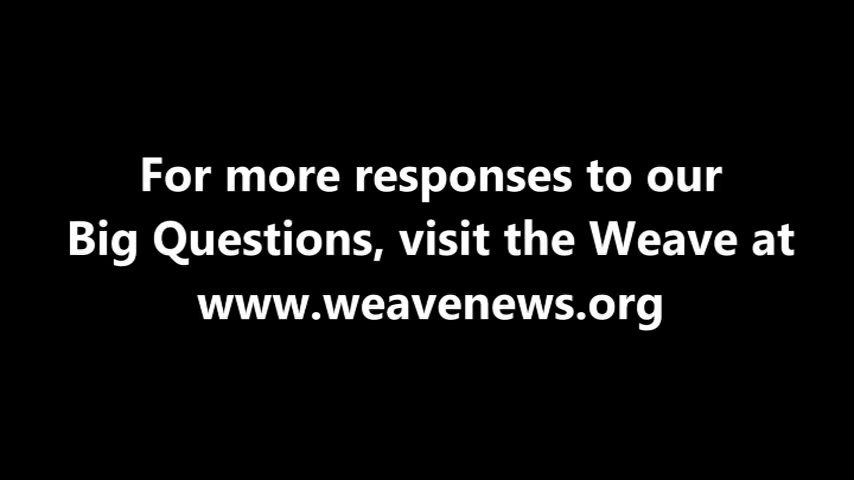 For more responses to our
Big Questions, visit the Weave at
www.weavenews.org